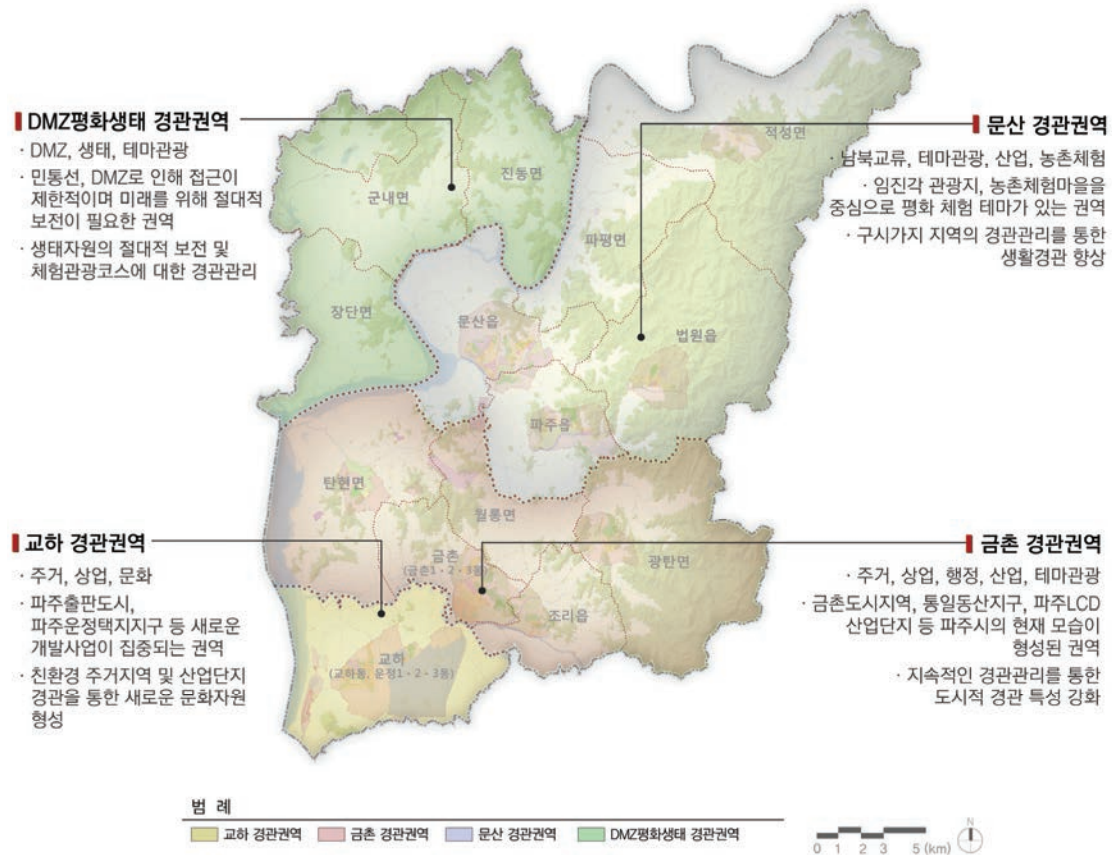 DMZ평화생태 경관권역
· DMZ, 생태, 테마관광
· 민통선, DMZ로 인해 접근이
제한적이며 미래를 위해 절대적
보전이 필요한 권역
· 생태자원의 절대적 보전 및
체험관광코스에 대한 경관관리
문산 경관권역
· 남북교류, 테마관광, 산업, 농촌체험
· 임진각 관광지, 농촌체험마을을
중심으로 평화 체험 테마가 있는 권역
· 구시가지 지역의 경관관리를 통한
생활경관 향상
적성면
진동면
군내면
파평면
장단면
문산읍
법원읍
파주읍
탄현면
월롱면
금촌
(금촌1·2·3동)
광탄면
조리읍
교하
(교하동, 운정1·2·3동)
교하 경관권역
· 주거, 상업, 문화
· 파주출판도시,
파주운정택지지구 등 새로운
개발사업이 집중되는 권역
· 친환경 주거지역 및 산업단지
경관을 통한 새로운 문화자원
형성
금촌 경관권역
· 주거, 상업, 행정, 산업, 테마관광
· 금촌도시지역, 통일동산지구, 파주LCD
산업단지 등 파주시의 현재 모습이
형성된 권역
· 지속적인 경관관리를 통한
도시적 경관 특성 강화
범 례
교하 경관권역 금촌 경관권역 문산 경관권역 DMZ평화생태 경관권역
0 1 2 3 5 (km)
N